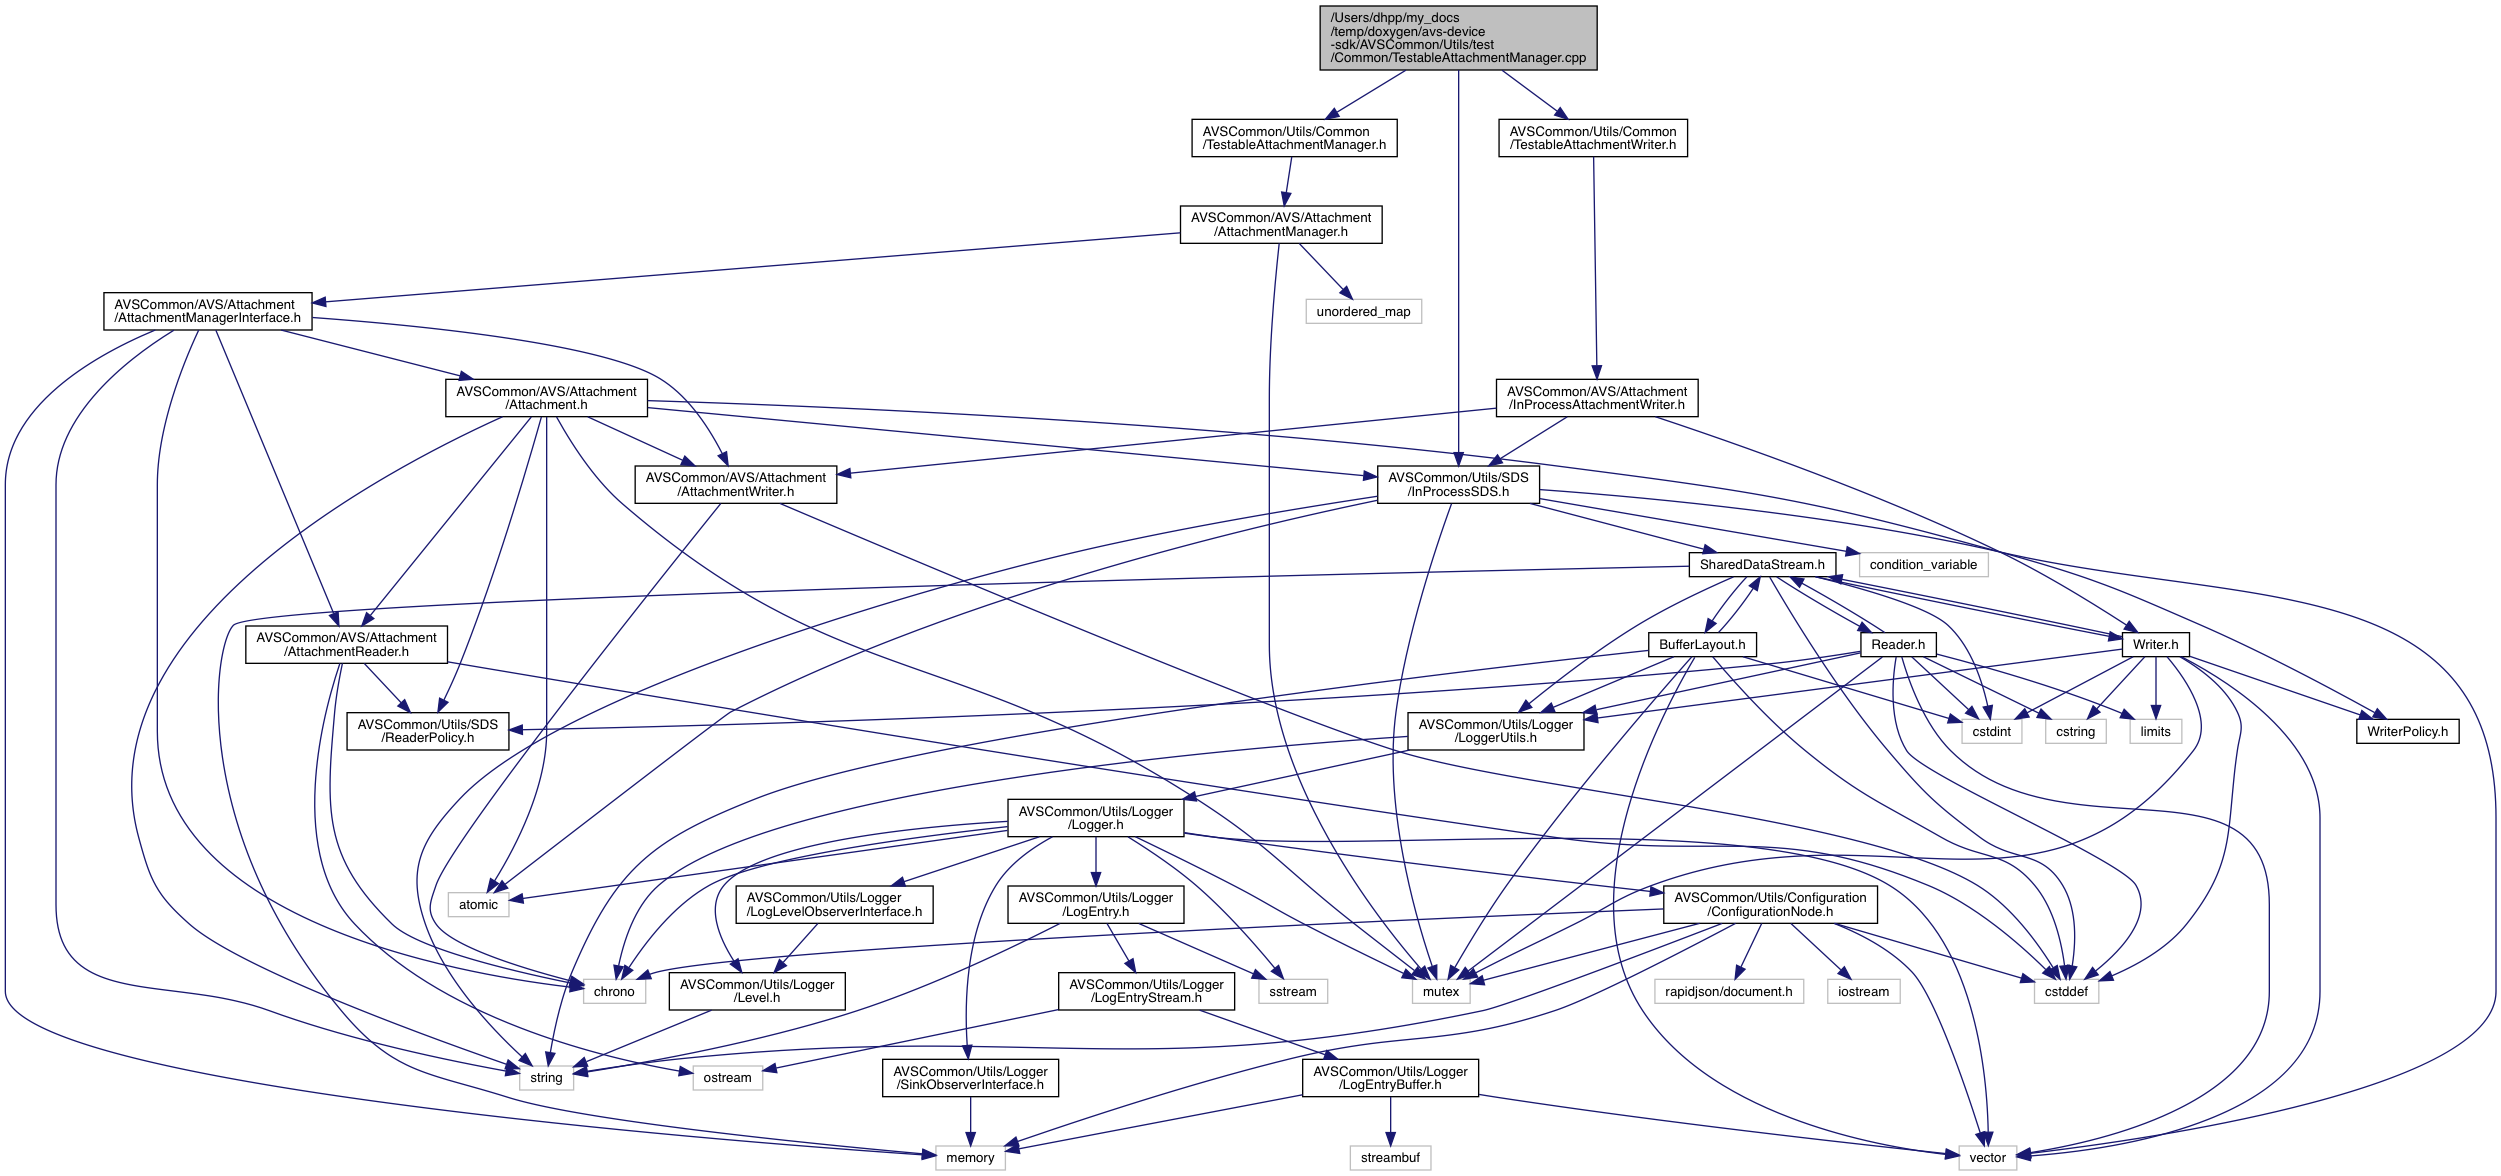 /Users/dhpp/my_docs
/temp/doxygen/avs-device
-sdk/AVSCommon/Utils/test
/Common/TestableAttachmentManager.cpp
AVSCommon/Utils/Common
/TestableAttachmentManager.h
AVSCommon/Utils/Common
/TestableAttachmentWriter.h
AVSCommon/AVS/Attachment
/AttachmentManager.h
AVSCommon/AVS/Attachment
/AttachmentManagerInterface.h
unordered_map
AVSCommon/AVS/Attachment
/Attachment.h
AVSCommon/AVS/Attachment
/InProcessAttachmentWriter.h
AVSCommon/AVS/Attachment
/AttachmentWriter.h
AVSCommon/Utils/SDS
/InProcessSDS.h
SharedDataStream.h
condition_variable
AVSCommon/AVS/Attachment
/AttachmentReader.h
BufferLayout.h
Reader.h
Writer.h
AVSCommon/Utils/SDS
/ReaderPolicy.h
AVSCommon/Utils/Logger
/LoggerUtils.h
cstdint
cstring
limits
WriterPolicy.h
AVSCommon/Utils/Logger
/Logger.h
atomic
AVSCommon/Utils/Logger
/LogLevelObserverInterface.h
AVSCommon/Utils/Logger
/LogEntry.h
AVSCommon/Utils/Configuration
/ConfigurationNode.h
chrono
AVSCommon/Utils/Logger
/Level.h
AVSCommon/Utils/Logger
/LogEntryStream.h
sstream
mutex
rapidjson/document.h
iostream
cstddef
string
ostream
AVSCommon/Utils/Logger
/SinkObserverInterface.h
AVSCommon/Utils/Logger
/LogEntryBuffer.h
memory
streambuf
vector